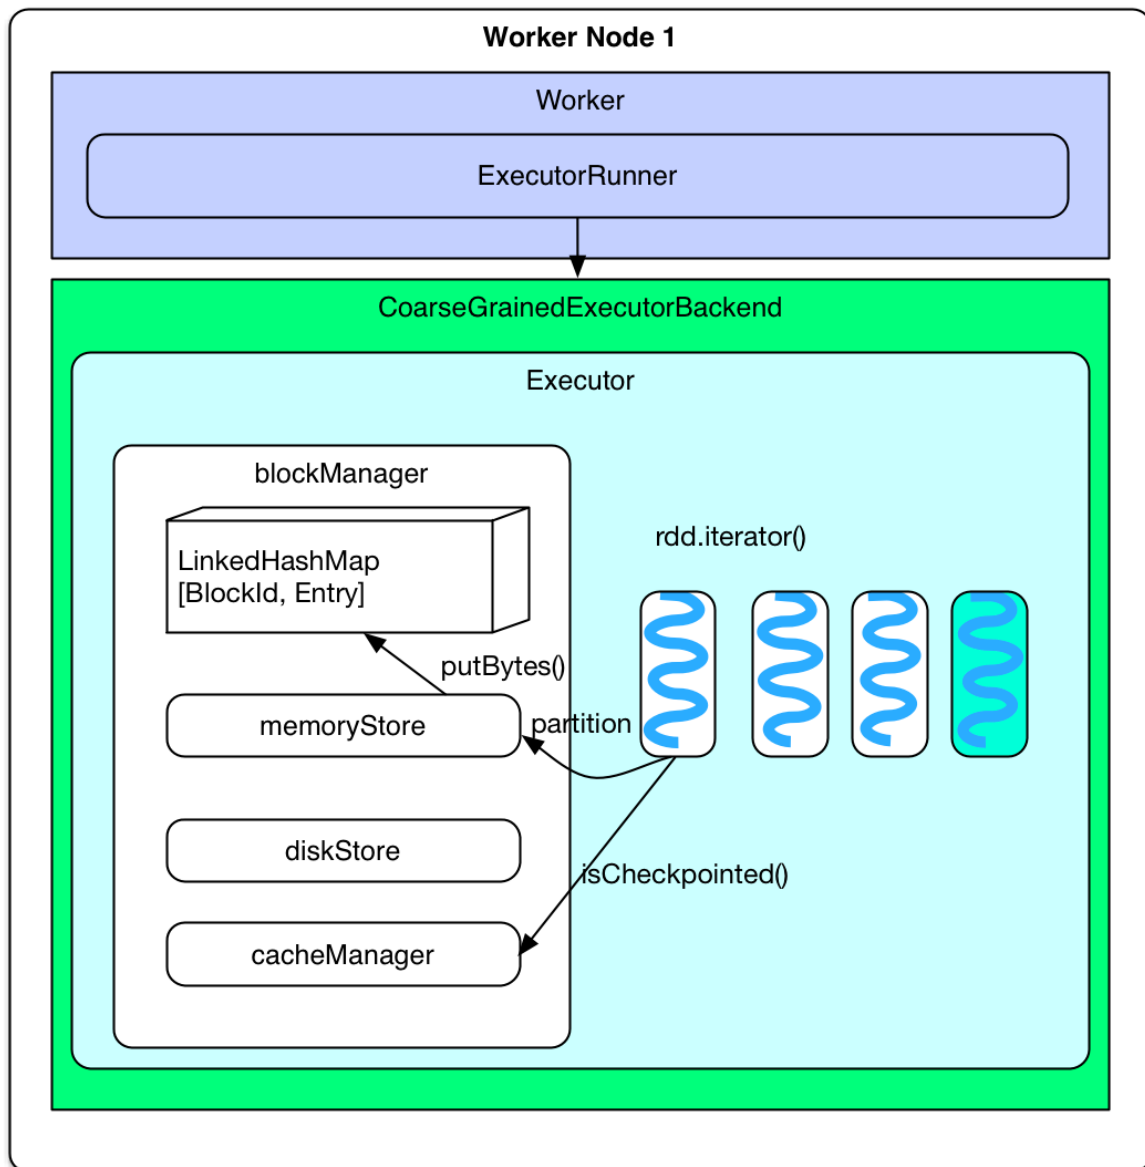 Worker Node 1
Worker
ExecutorRunner
CoarseGrainedExecutorBackend
Executor
blockManager
LinkedHashMap
[BlockId, Entry]
rdd.iterator()
putBytes()
memoryStore
partition
diskStore
isCheckpointed()
cacheManager